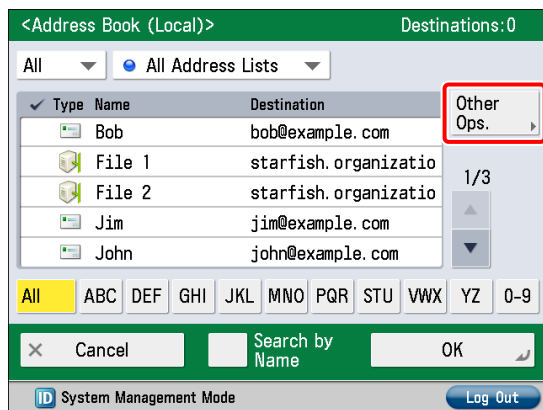 <Address Book (Local)> Destinations:0
All All Address Lists
Type Name Destination
Other
Ops.
Bob bob@example.com
File 1 starfish.organizatio
File 2 starfish.organizatio
1/3
Jim jim@example.com
John john@example.com
All ABC DEF GHI JKL MNO PQR STU VWX YZ 0-9
Cancel Search by
Name OK
ID System Management Mode Log Out